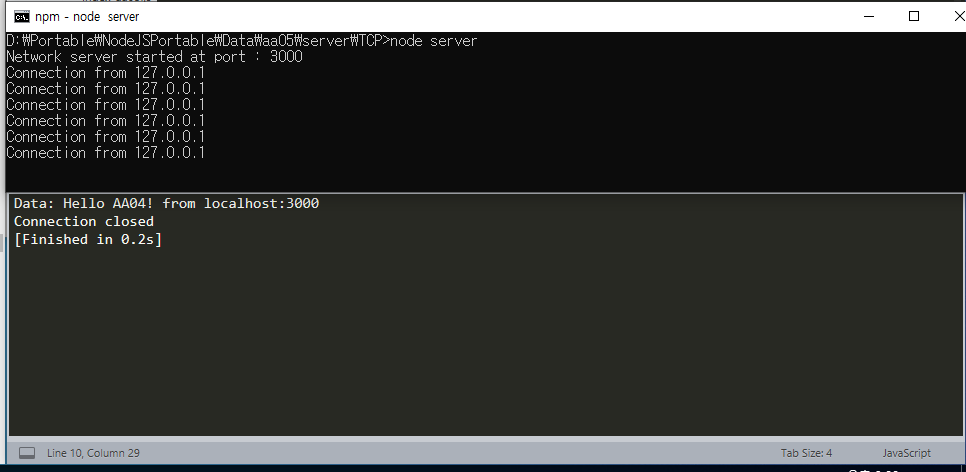 npm - node server
D:₩Portable₩NodeJSPortable₩Data₩aa05₩server₩TCP>node server
Network server started at port : 3000
Connection from 127.0.0.1
Connection from 127.0.0.1
Connection from 127.0.0.1
Connection from 127.0.0.1
Connection from 127.0.0.1
Connection from 127.0.0.1
Data: Hello AA04! from localhost:3000
Connection closed
[Finished in 0.2s]
Line 10, Column 29
Tab Size: 4
JavaScript